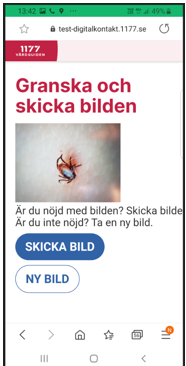 13:42 49%
test-digitalkontakt.1177.se
1177
VÅRDGUIDEN
Granska och
skicka bilden
Är du nöjd med bilden? Skicka bilde
Är du inte nöjd? Ta en ny bild.
SKICKA BILD
NY BILD